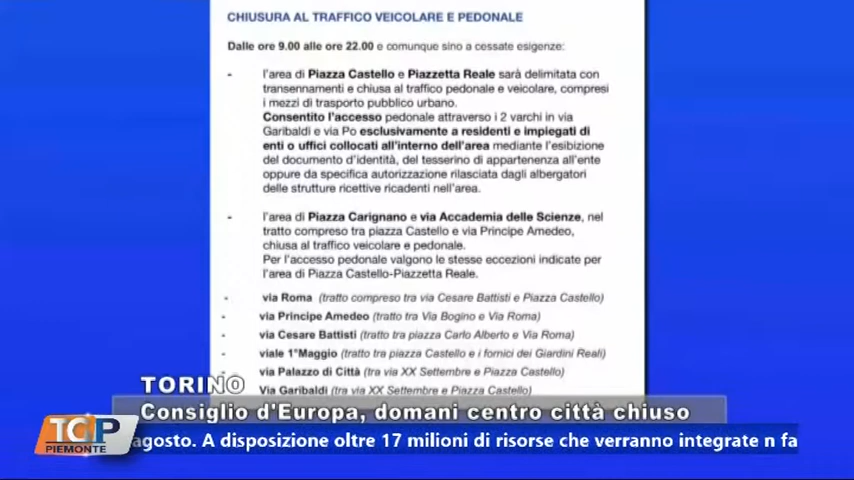 CHIUSURA AL TRAFFICO VEICOLARE E PEDONALE
Dalle ore 9.00 alle ore 22.00 e comunque sino a cessate esigenze:
- l'area di Piazza Castello e Piazzetta Reale sarà delimitata con
transennamenti e chiusa al traffico pedonale e veicolare, compresi
i mezzi di trasporto pubblico urbano.
Consentito l'accesso pedonale attraverso i 2 varchi in via
Garibaldi e via Po esclusivamente a residenti e impiegati di
enti o uffici collocati all'interno dell'area mediante l'esibizione
del documento d'identità, del tesserino di appartenenza all'ente
oppure da specifica autorizzazione rilasciata dagli albergatori
delle strutture ricettive ricadenti nell'area.
- l'area di Piazza Carignano e via Accademia delle Scienze, nel
tratto compreso tra piazza Castello e via Principe Amedeo,
chiusa al traffico veicolare e pedonale.
Per l'accesso pedonale valgono le stesse eccezioni indicate per
l'area di Piazza Castello-Piazzetta Reale.
- via Roma (tratto compreso tra via Cesare Battisti e Piazza Castello)
- via Principe Amedeo (tratto tra Via Bogino e Via Roma)
- via Cesare Battisti (tratto tra piazza Carlo Alberto e Via Roma)
- viale 1°Maggio (tratto tra piazza Castello e i fornici dei Giardini Reali)
- via Palazzo di Città (tra via XX Settembre e Piazza Castello)
- Via Garibaldi (tra via XX Settembre e Piazza Castello)
TORINO
Consiglio d'Europa, domani centro città chiuso
TGP
PIEMONTE
agosto. A disposizione oltre 17 milioni di risorse che verranno integrate n fa